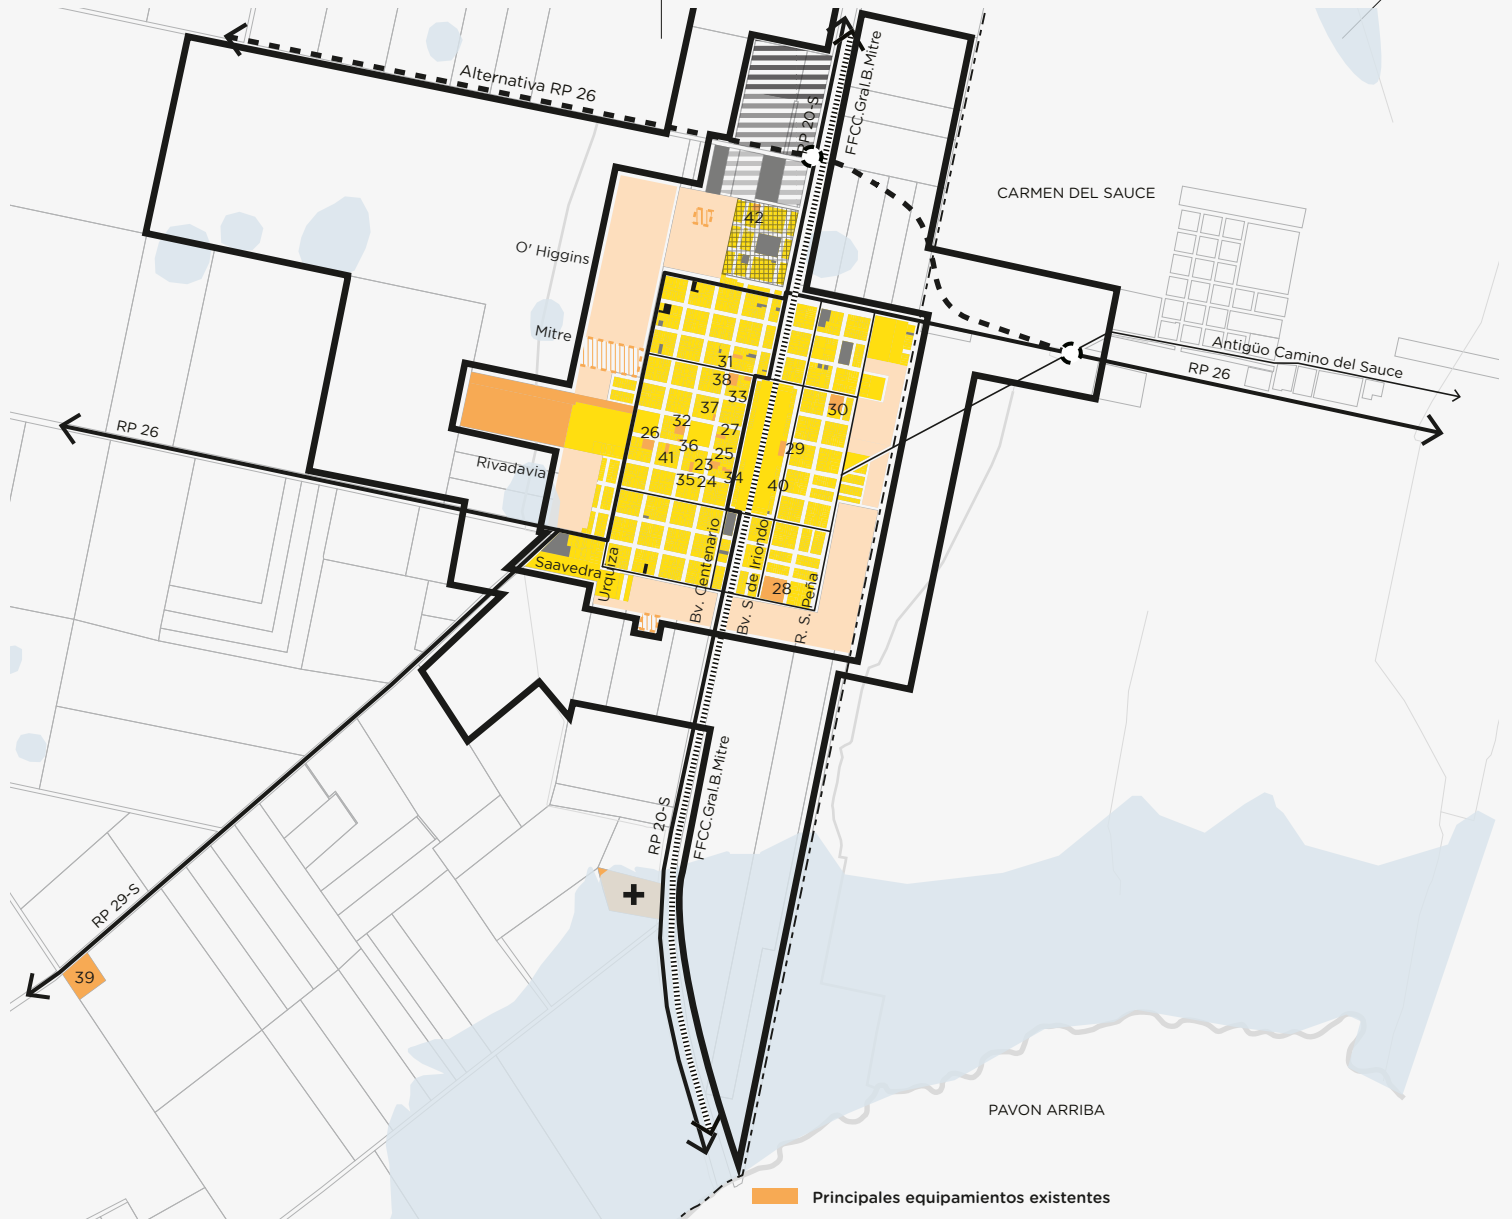 Alternativa RP 26
RP 20-S
FFCC.Gral.B.Mitre
CARMEN DEL SAUCE
42
O' Higgins
Mitre
Antigüo Camino del Sauce
RP 26
31
38
33
37
30
32
27
26
36
29
41
25
23
35
24
34
40
RP 26
Rivadavia
Saavedra
Urquiza
Bv. Centenario
Bv. S. de Iriondo
R. S. Peña
28
RP 20-S
FFCC.Gral.B.Mitre
RP 29-S
39
PAVON ARRIBA
Principales equipamientos existentes